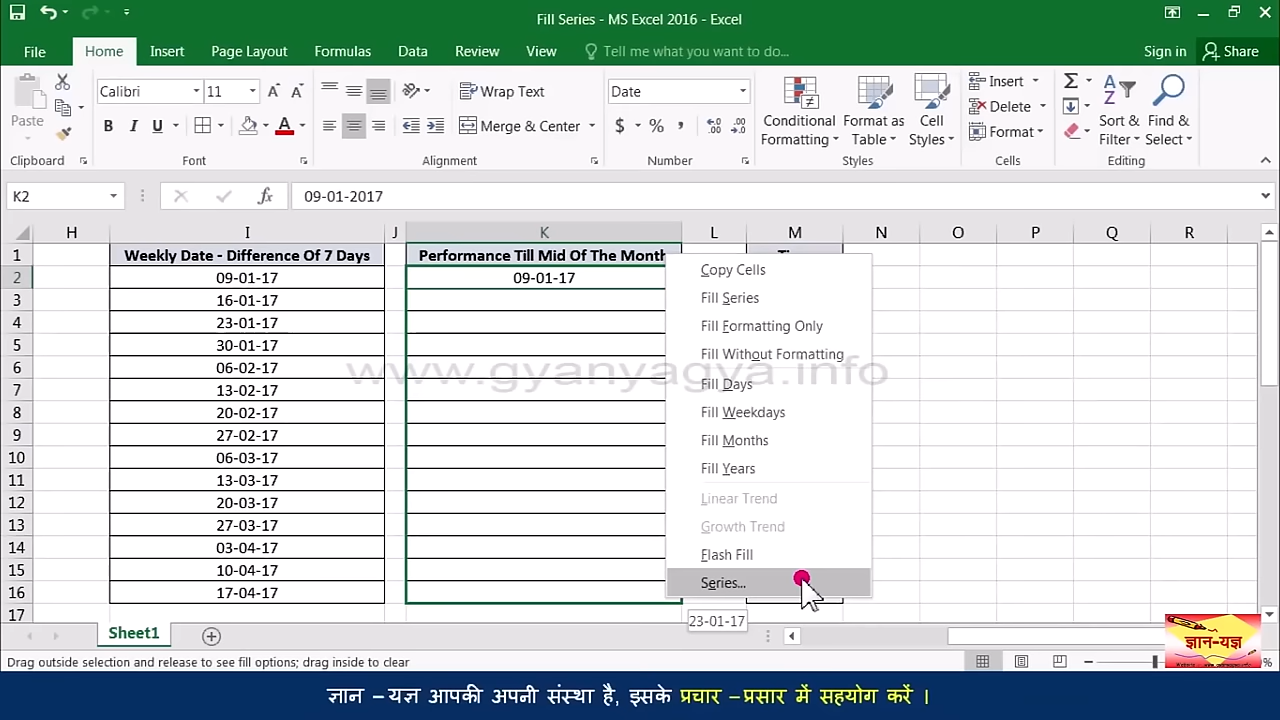 Fill Series - MS Excel 2016 - Excel
File Home Insert Page Layout Formulas Data Review View Tell me what you want to do... Sign in Share
Paste Calibri 11 A A Wrap Text Date Conditional Formatting Format as Table Cell Styles Insert Delete Format Sort & Filter Find & Select
B I U A Merge & Center $ % ,
Clipboard Font Alignment Number Styles Cells Editing
K2 fx 09-01-2017
H I J K L M N O P Q R
1 Weekly Date - Difference Of 7 Days Performance Till Mid Of The Month
2 09-01-17 09-01-17
3 16-01-17
4 23-01-17
5 30-01-17
6 06-02-17
7 13-02-17
8 20-02-17
9 27-02-17
10 06-03-17
11 13-03-17
12 20-03-17
13 27-03-17
14 03-04-17
15 10-04-17
16 17-04-17
17
Copy Cells
Fill Series
Fill Formatting Only
Fill Without Formatting
Fill Days
Fill Weekdays
Fill Months
Fill Years
Linear Trend
Growth Trend
Flash Fill
Series...
23-01-17
www.gyanyagya.info
Sheet1
ज्ञान-यज्ञ
Drag outside selection and release to see fill options; drag inside to clear %
ज्ञान – यज्ञ आपकी अपनी संस्था है, इसके प्रचार – प्रसार में सहयोग करें ।